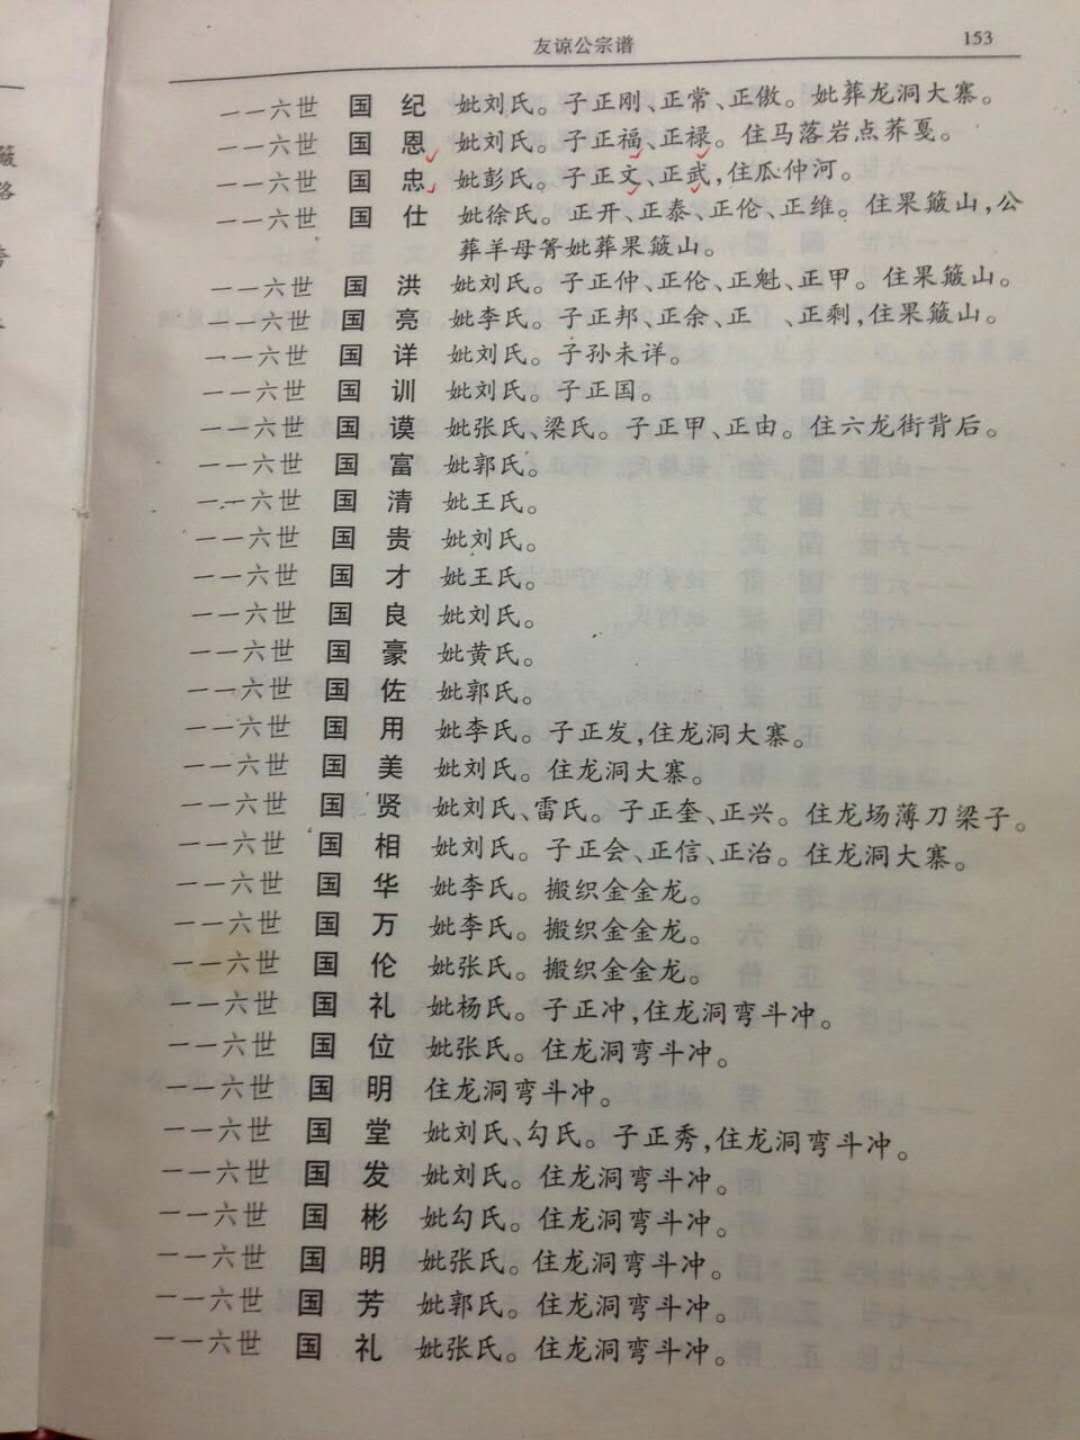 友谅公宗谱 153
一一六世 国 纪 妣刘氏。子正刚、正常、正傲。妣葬龙洞大寨。
一一六世 国 恩 妣刘氏。子正福、正禄。住马落岩点荞戛。
一一六世 国 忠 妣彭氏。子正文、正武,住瓜仲河。
一一六世 国 仕 妣徐氏。正开、正泰、正伦、正维。住果簸山,公
葬羊母箐妣葬果簸山。
一一六世 国 洪 妣刘氏。子正仲、正伦、正魁、正甲。住果簸山。
一一六世 国 亮 妣李氏。子正邦、正余、正 、正剩,住果簸山。
一一六世 国 详 妣刘氏。子孙未详。
一一六世 国 训 妣刘氏。子正国。
一一六世 国 谟 妣张氏、梁氏。子正甲、正由。住六龙街背后。
一一六世 国 富 妣郭氏。
一一六世 国 清 妣王氏。
一一六世 国 贵 妣刘氏。
一一六世 国 才 妣王氏。
一一六世 国 良 妣刘氏。
一一六世 国 豪 妣黄氏。
一一六世 国 佐 妣郭氏。
一一六世 国 用 妣李氏。子正发,住龙洞大寨。
一一六世 国 美 妣刘氏。住龙洞大寨。
一一六世 国 贤 妣刘氏、雷氏。子正奎、正兴。住龙场薄刀梁子。
一一六世 国 相 妣刘氏。子正会、正信、正治。住龙洞大寨。
一一六世 国 华 妣李氏。搬织金金龙。
一一六世 国 万 妣李氏。搬织金金龙。
一一六世 国 伦 妣张氏。搬织金金龙。
一一六世 国 礼 妣杨氏。子正冲,住龙洞弯斗冲。
一一六世 国 位 妣张氏。住龙洞弯斗冲。
一一六世 国 明 住龙洞弯斗冲。
一一六世 国 堂 妣刘氏、勾氏。子正秀,住龙洞弯斗冲。
一一六世 国 发 妣刘氏。住龙洞弯斗冲。
一一六世 国 彬 妣勾氏。住龙洞弯斗冲。
一一六世 国 明 妣张氏。住龙洞弯斗冲。
一一六世 国 芳 妣郭氏。住龙洞弯斗冲。
一一六世 国 礼 妣张氏。住龙洞弯斗冲。